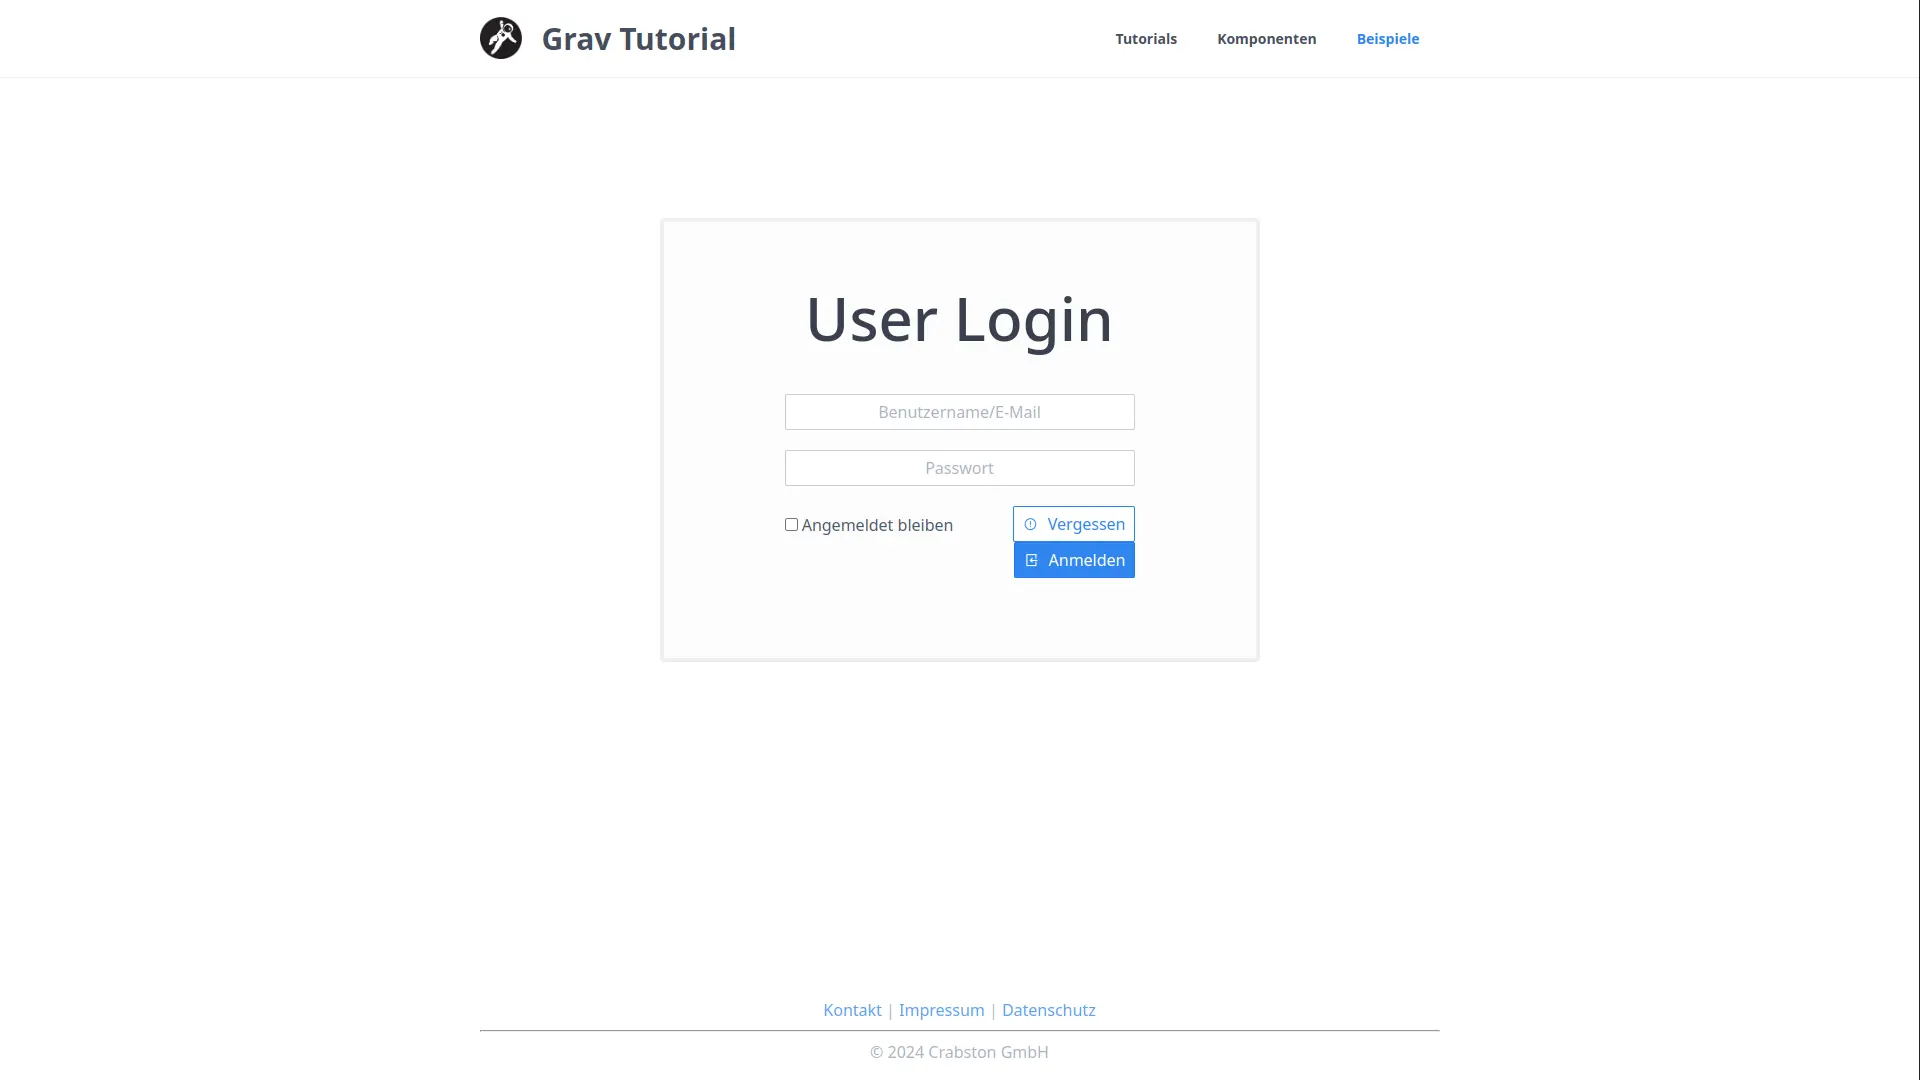 Grav Tutorial
Tutorials Komponenten Beispiele
User Login
Benutzername/E-Mail
Passwort
Angemeldet bleiben Vergessen
Anmelden
Kontakt | Impressum | Datenschutz
© 2024 Crabston GmbH